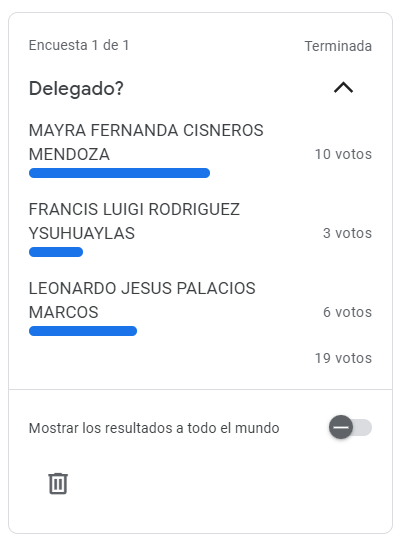 Encuesta 1 de 1
Terminada
Delegado?
MAYRA FERNANDA CISNEROS
MENDOZA
10 votos
FRANCIS LUIGI RODRIGUEZ
YSUHUAYLAS
3 votos
LEONARDO JESUS PALACIOS
MARCOS
6 votos
19 votos
Mostrar los resultados a todo el mundo